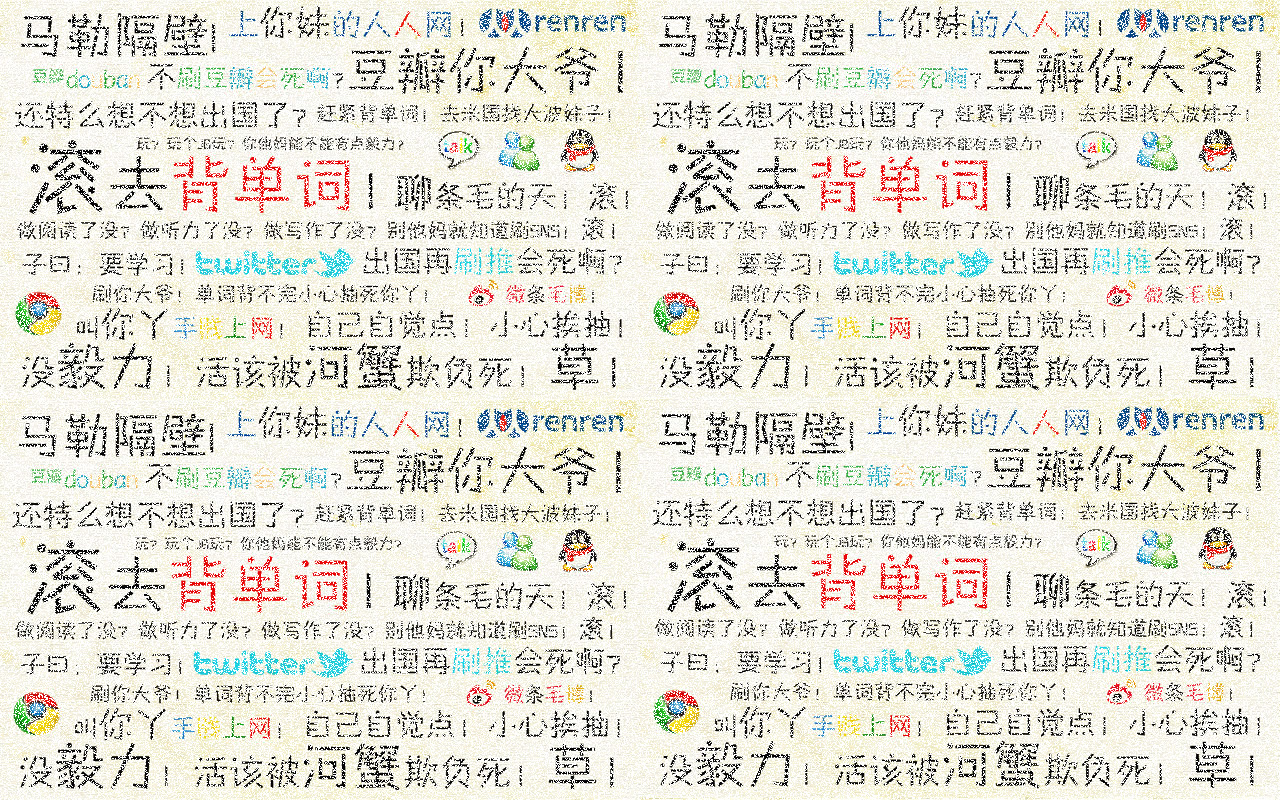 马勒隔壁! 上你妹的人人网! renren
豆瓣douban 不刷豆瓣会死啊? 豆瓣你大爷!
还特么想不想出国了? 赶紧背单词! 去米国找大波妹子!
玩? 玩个JB玩? 你他妈能不能有点毅力? talk
滚去背单词! 聊条毛的天! 滚!
做阅读了没? 做听力了没? 做写作了没? 别他妈就知道刷SNS! 滚!
子曰: 要学习! twitter 出国再刷推会死啊?
刷你大爷! 单词背不完小心抽死你丫! 微条毛博!
叫你丫手贱上网! 自己自觉点! 小心挨抽!
没毅力! 活该被河蟹欺负死! 草!
马勒隔壁! 上你妹的人人网! renren
豆瓣douban 不刷豆瓣会死啊? 豆瓣你大爷!
还特么想不想出国了? 赶紧背单词! 去米国找大波妹子!
玩? 玩个JB玩? 你他妈能不能有点毅力? talk
滚去背单词! 聊条毛的天! 滚!
做阅读了没? 做听力了没? 做写作了没? 别他妈就知道刷SNS! 滚!
子曰: 要学习! twitter 出国再刷推会死啊?
刷你大爷! 单词背不完小心抽死你丫! 微条毛博!
叫你丫手贱上网! 自己自觉点! 小心挨抽!
没毅力! 活该被河蟹欺负死! 草!
马勒隔壁! 上你妹的人人网! renren
豆瓣douban 不刷豆瓣会死啊? 豆瓣你大爷!
还特么想不想出国了? 赶紧背单词! 去米国找大波妹子!
玩? 玩个JB玩? 你他妈能不能有点毅力? talk
滚去背单词! 聊条毛的天! 滚!
做阅读了没? 做听力了没? 做写作了没? 别他妈就知道刷SNS! 滚!
子曰: 要学习! twitter 出国再刷推会死啊?
刷你大爷! 单词背不完小心抽死你丫! 微条毛博!
叫你丫手贱上网! 自己自觉点! 小心挨抽!
没毅力! 活该被河蟹欺负死! 草!
马勒隔壁! 上你妹的人人网! renren
豆瓣douban 不刷豆瓣会死啊? 豆瓣你大爷!
还特么想不想出国了? 赶紧背单词! 去米国找大波妹子!
玩? 玩个JB玩? 你他妈能不能有点毅力? talk
滚去背单词! 聊条毛的天! 滚!
做阅读了没? 做听力了没? 做写作了没? 别他妈就知道刷SNS! 滚!
子曰: 要学习! twitter 出国再刷推会死啊?
刷你大爷! 单词背不完小心抽死你丫! 微条毛博!
叫你丫手贱上网! 自己自觉点! 小心挨抽!
没毅力! 活该被河蟹欺负死! 草!